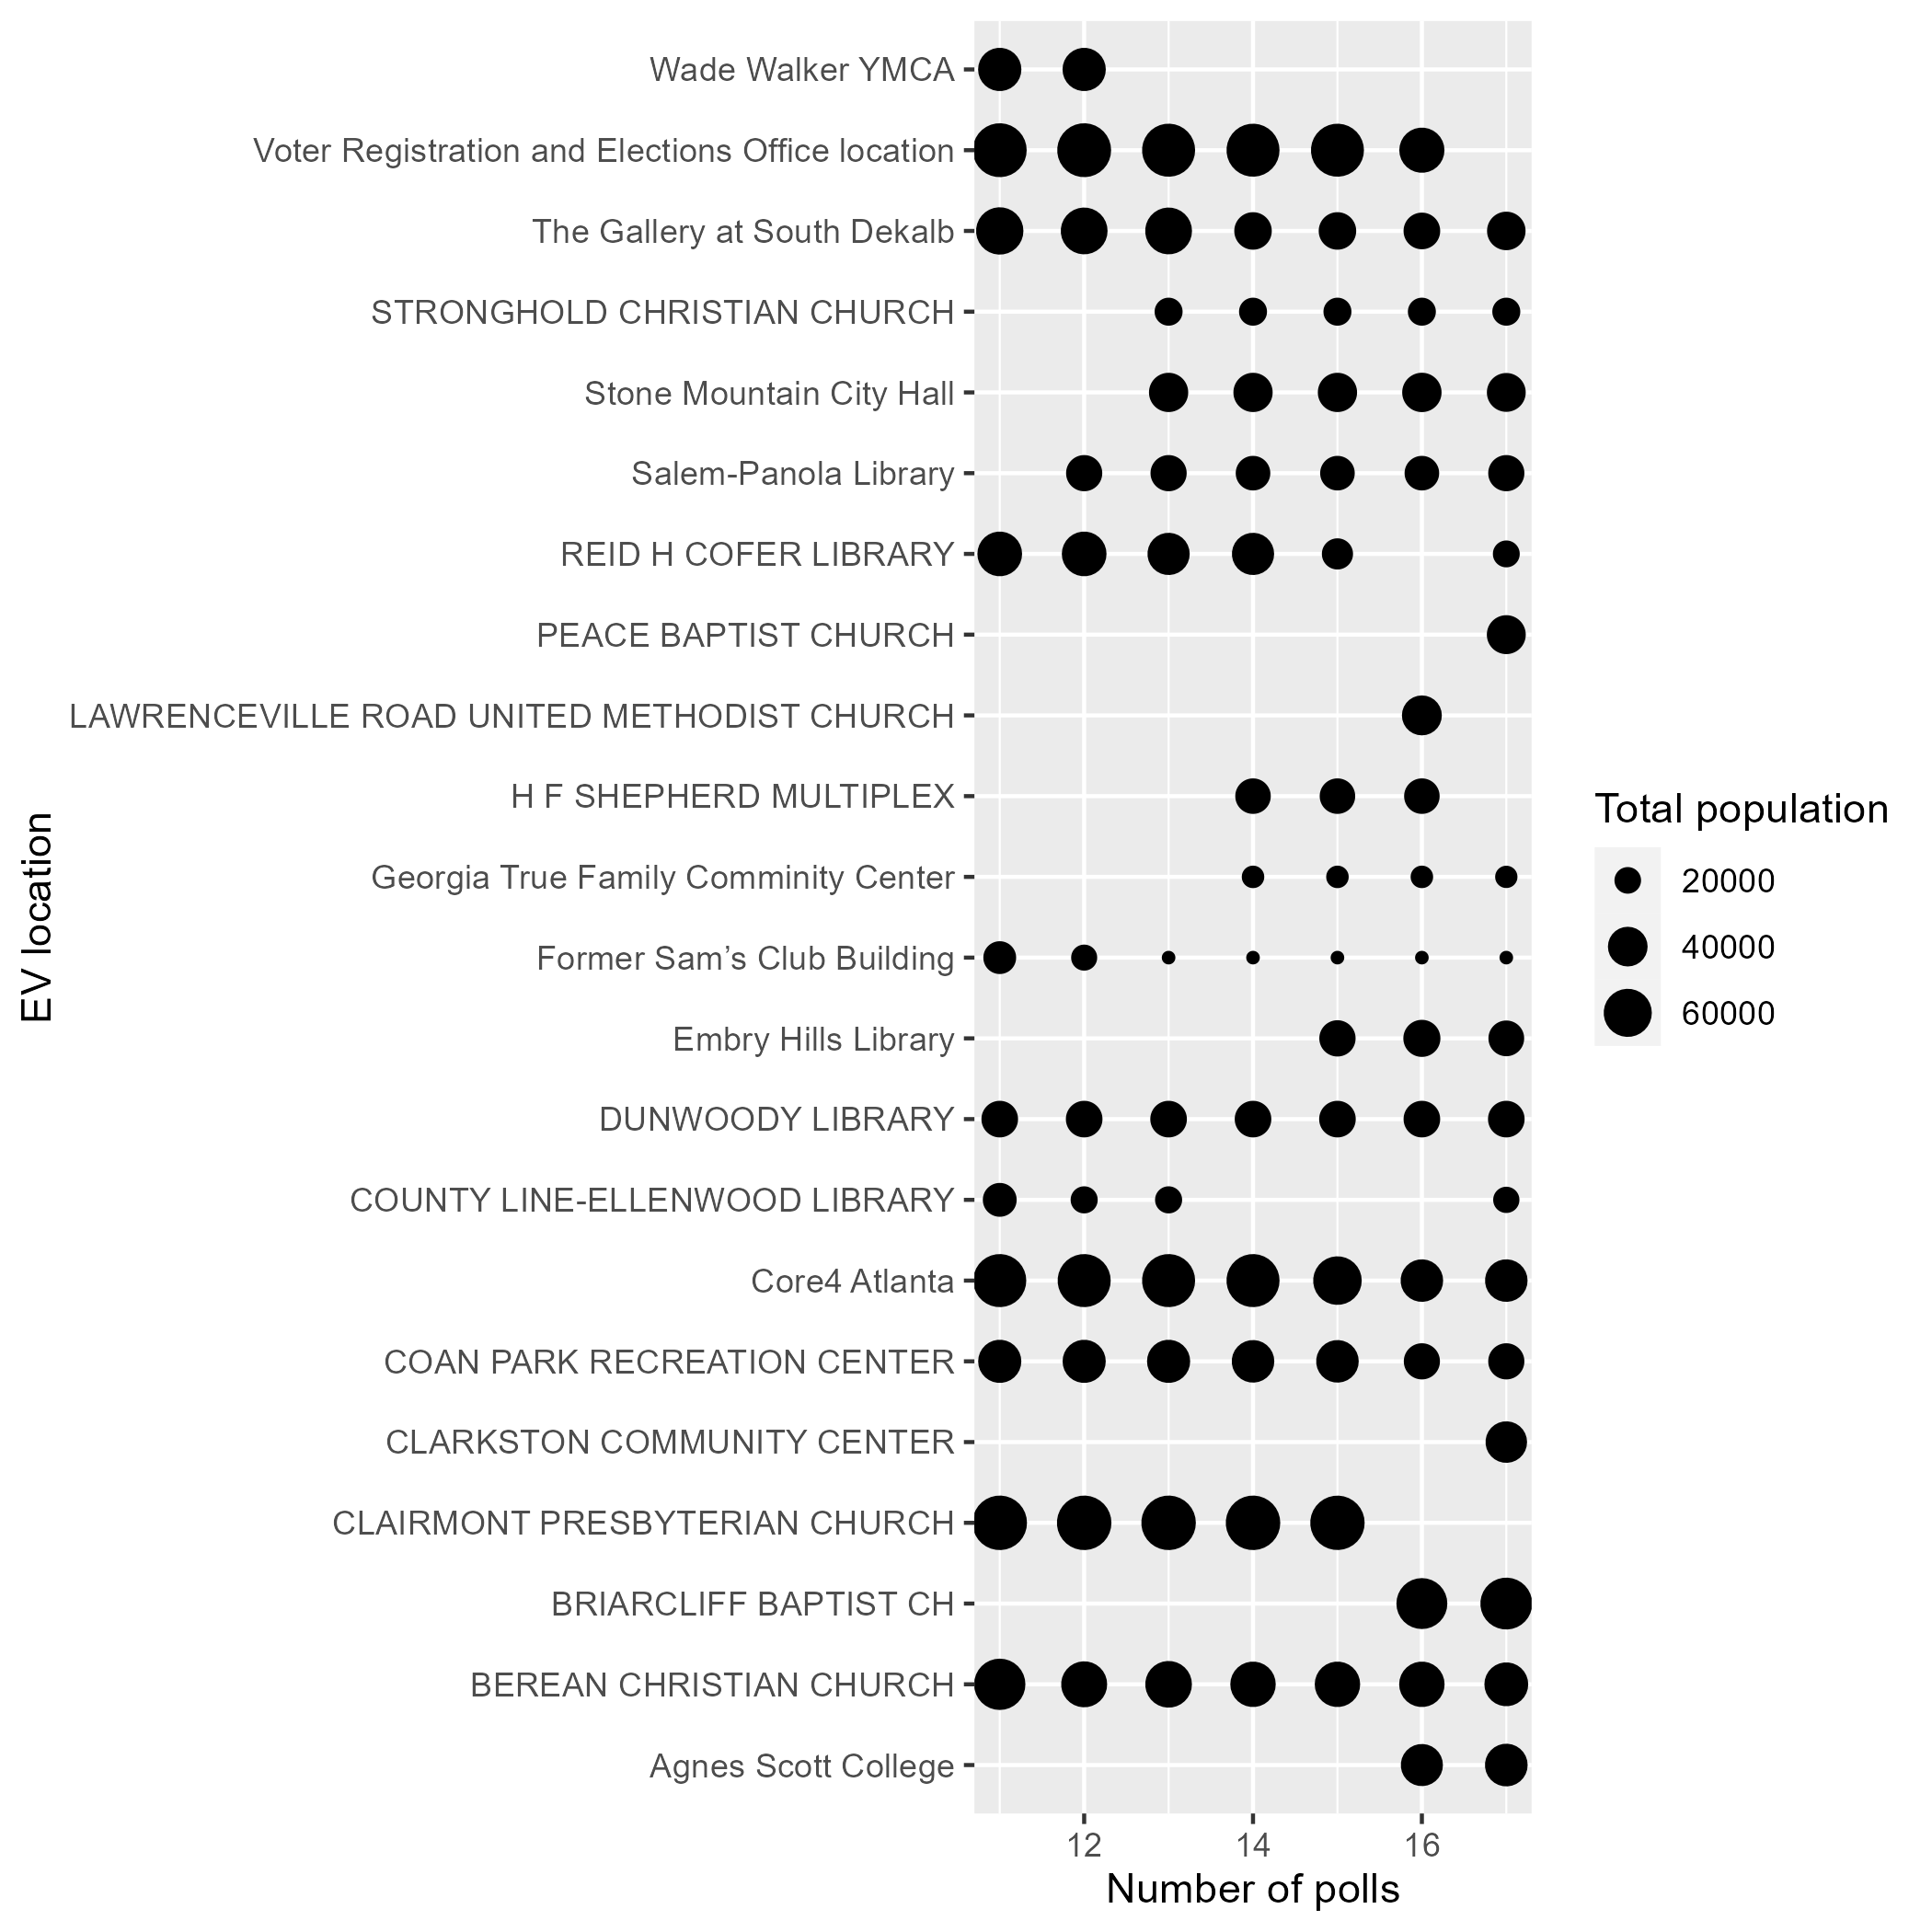 Wade Walker YMCA
Voter Registration and Elections Office location
The Gallery at South Dekalb
STRONGHOLD CHRISTIAN CHURCH
Stone Mountain City Hall
Salem-Panola Library
REID H COFER LIBRARY
PEACE BAPTIST CHURCH
LAWRENCEVILLE ROAD UNITED METHODIST CHURCH
H F SHEPHERD MULTIPLEX
Georgia True Family Comminity Center
Former Sam’s Club Building
Embry Hills Library
DUNWOODY LIBRARY
COUNTY LINE-ELLENWOOD LIBRARY
Core4 Atlanta
COAN PARK RECREATION CENTER
CLARKSTON COMMUNITY CENTER
CLAIRMONT PRESBYTERIAN CHURCH
BRIARCLIFF BAPTIST CH
BEREAN CHRISTIAN CHURCH
Agnes Scott College
EV location
12 14 16
Number of polls
Total population
20000
40000
60000